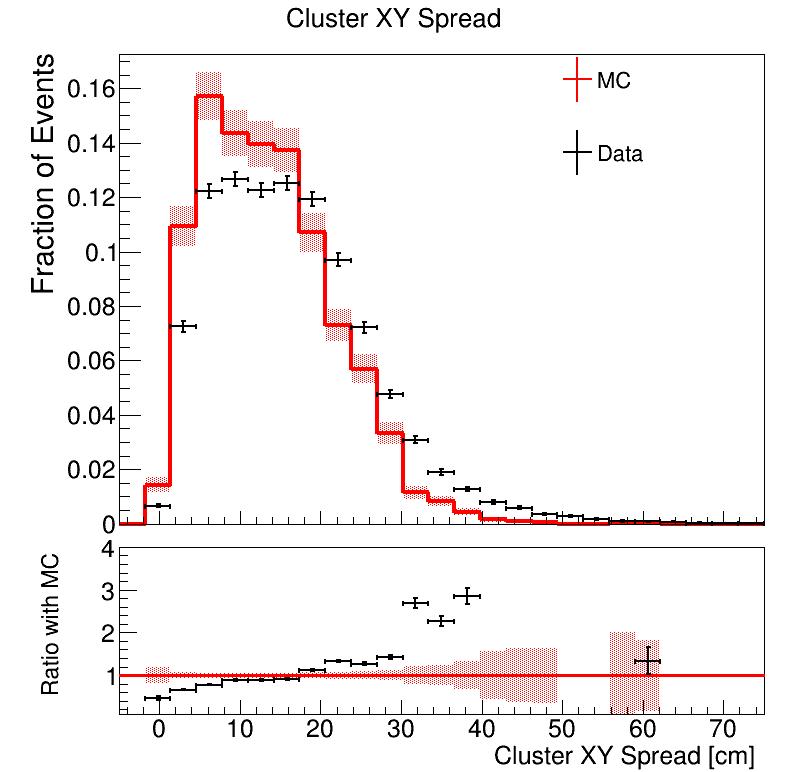 Cluster XY Spread
Fraction of Events
0.16
0.14
0.12
0.1
0.08
0.06
0.04
0.02
0
MC
Data
Ratio with MC
4
3
2
1
0 10 20 30 40 50 60 70
Cluster XY Spread [cm]